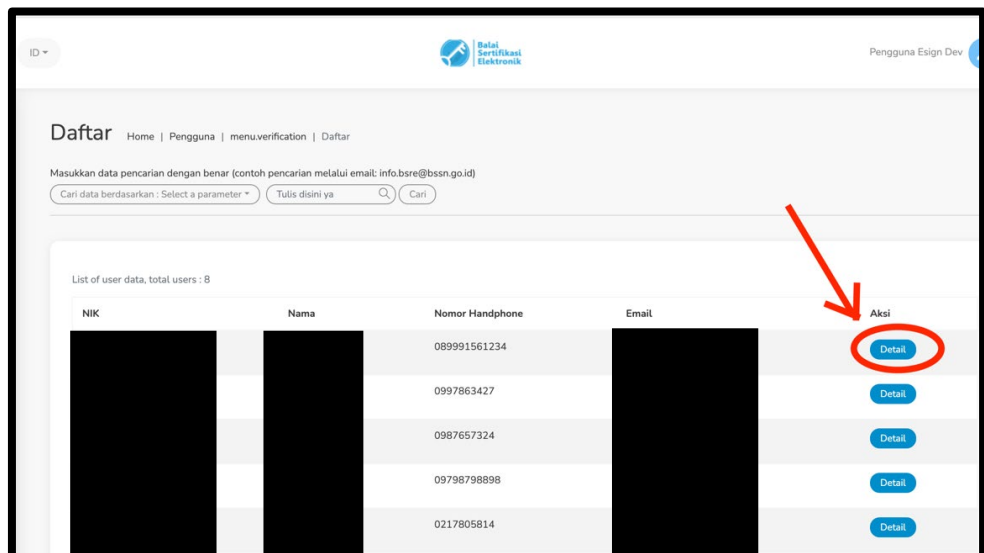 ID
Balai
Sertifikasi
Elektronik
Pengguna Esign Dev
Daftar Home | Pengguna | menu.verification | Daftar
Masukkan data pencarian dengan benar (contoh pencarian melalui email: info.bsre@bssn.go.id)
Cari data berdasarkan : Select a parameter Tulis disini ya Cari
List of user data, total users : 8
NIK Nama Nomor Handphone Email Aksi
089991561234 Detail
0997863427 Detail
0987657324 Detail
09798798898 Detail
0217805814 Detail